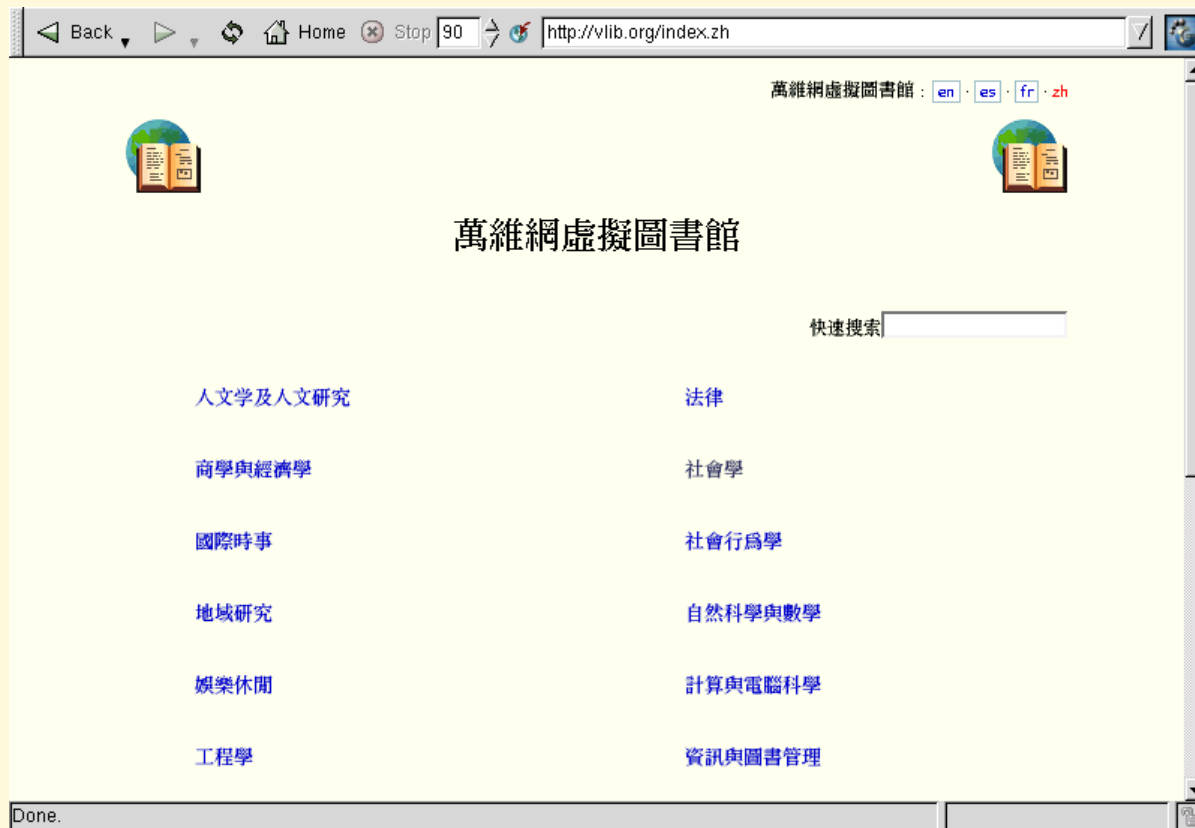 Back Home Stop 90 http://vlib.org/index.zh
萬維網虛擬圖書館 : en · es · fr · zh
萬維網虛擬圖書館
快速搜索
人文学及人文研究 法律
商學與經濟學 社會學
國際時事 社會行爲學
地域研究 自然科學與數學
娛樂休閒 計算與電腦科學
工程學 資訊與圖書管理
Done.